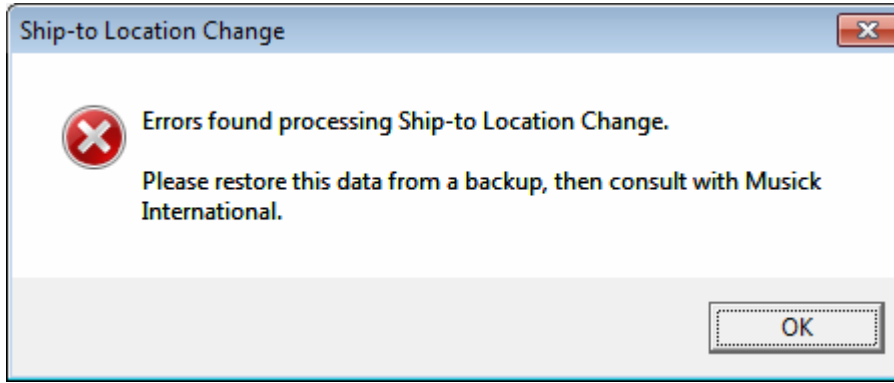 Ship-to Location Change
Errors found processing Ship-to Location Change.
Please restore this data from a backup, then consult with Musick
International.
OK